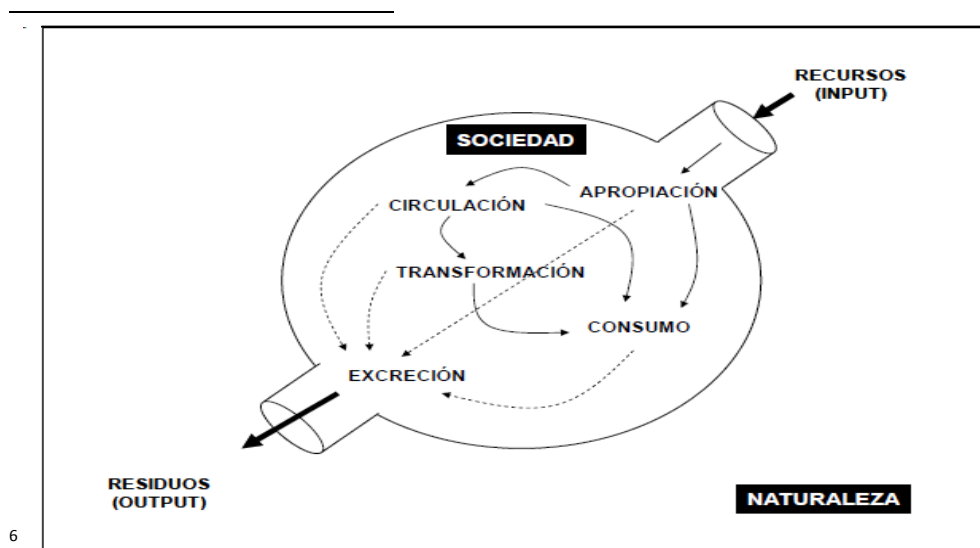 RECURSOS
(INPUT)
SOCIEDAD
APROPIACIÓN
CIRCULACIÓN
TRANSFORMACIÓN
CONSUMO
EXCRECIÓN
RESIDUOS
(OUTPUT)
NATURALEZA
6